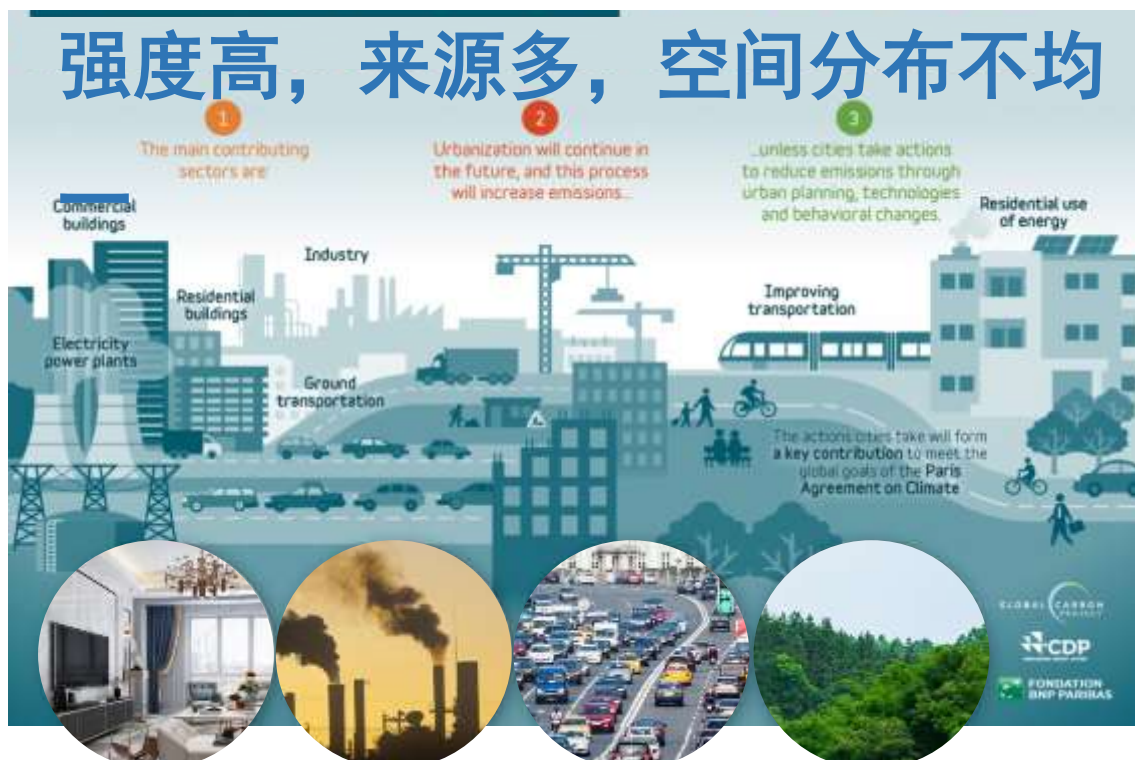 强度高，来源多，空间分布不均
1
The main contributing
sectors are
2
Urbanization will continue in
the future, and this process
will increase emissions...
3
...unless cities take actions
to reduce emissions through
urban planning, technologies
and behavioral changes.
Commercial
buildings
Residential use
of energy
Industry
Residential
buildings
Improving
transportation
Electricity
power plants
Ground
transportation
The actions cities take will form
a key contribution to meet the
global goals of the Paris
Agreement on Climate
GLOBAL CARBON
PROJECT
CDP
FONDATION
BNP PARIBAS